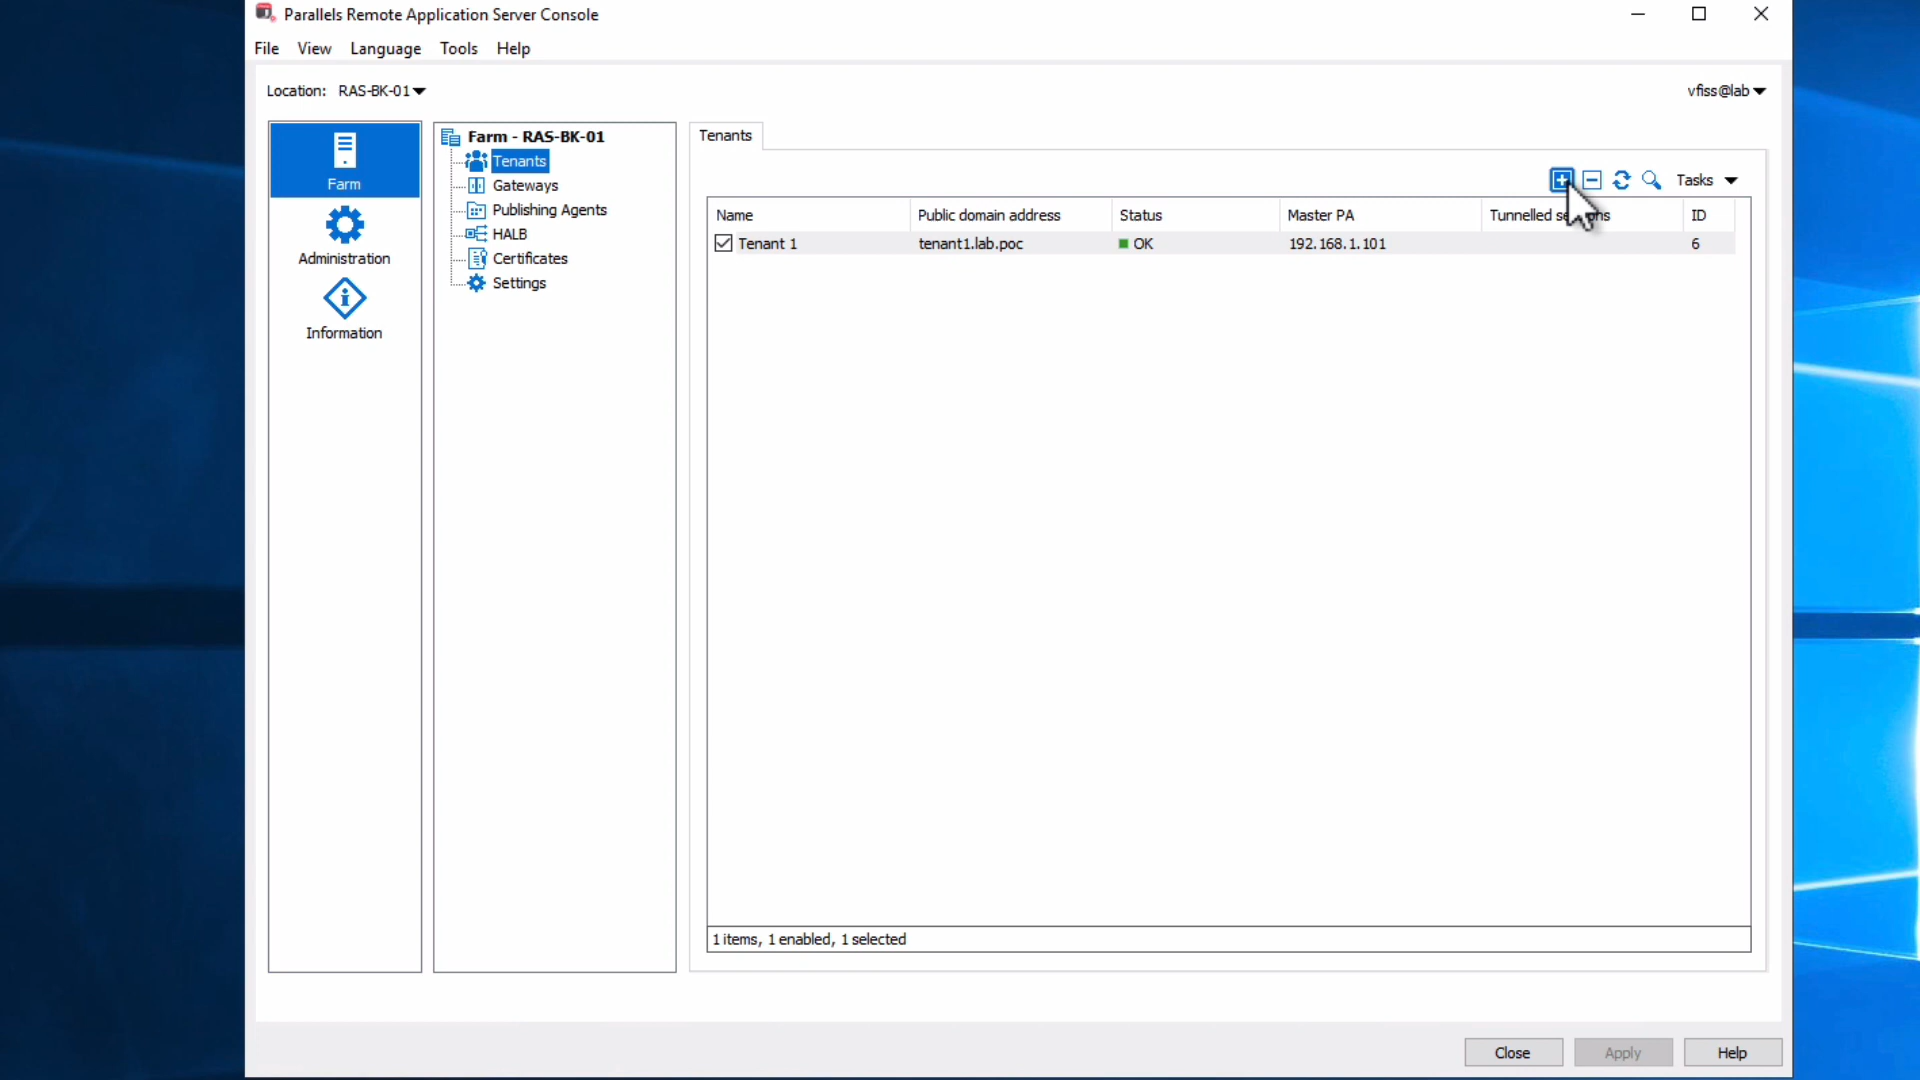 Parallels Remote Application Server Console
File View Language Tools Help
Location: RAS-BK-01
vfiss@lab
Farm
Administration
Information
Farm - RAS-BK-01
Tenants
Gateways
Publishing Agents
HALB
Certificates
Settings
Tenants
Tasks
Name Public domain address Status Master PA Tunnelled ID
Tenant 1 tenant1.lab.poc OK 192.168.1.101 6
1 items, 1 enabled, 1 selected
Close Apply Help